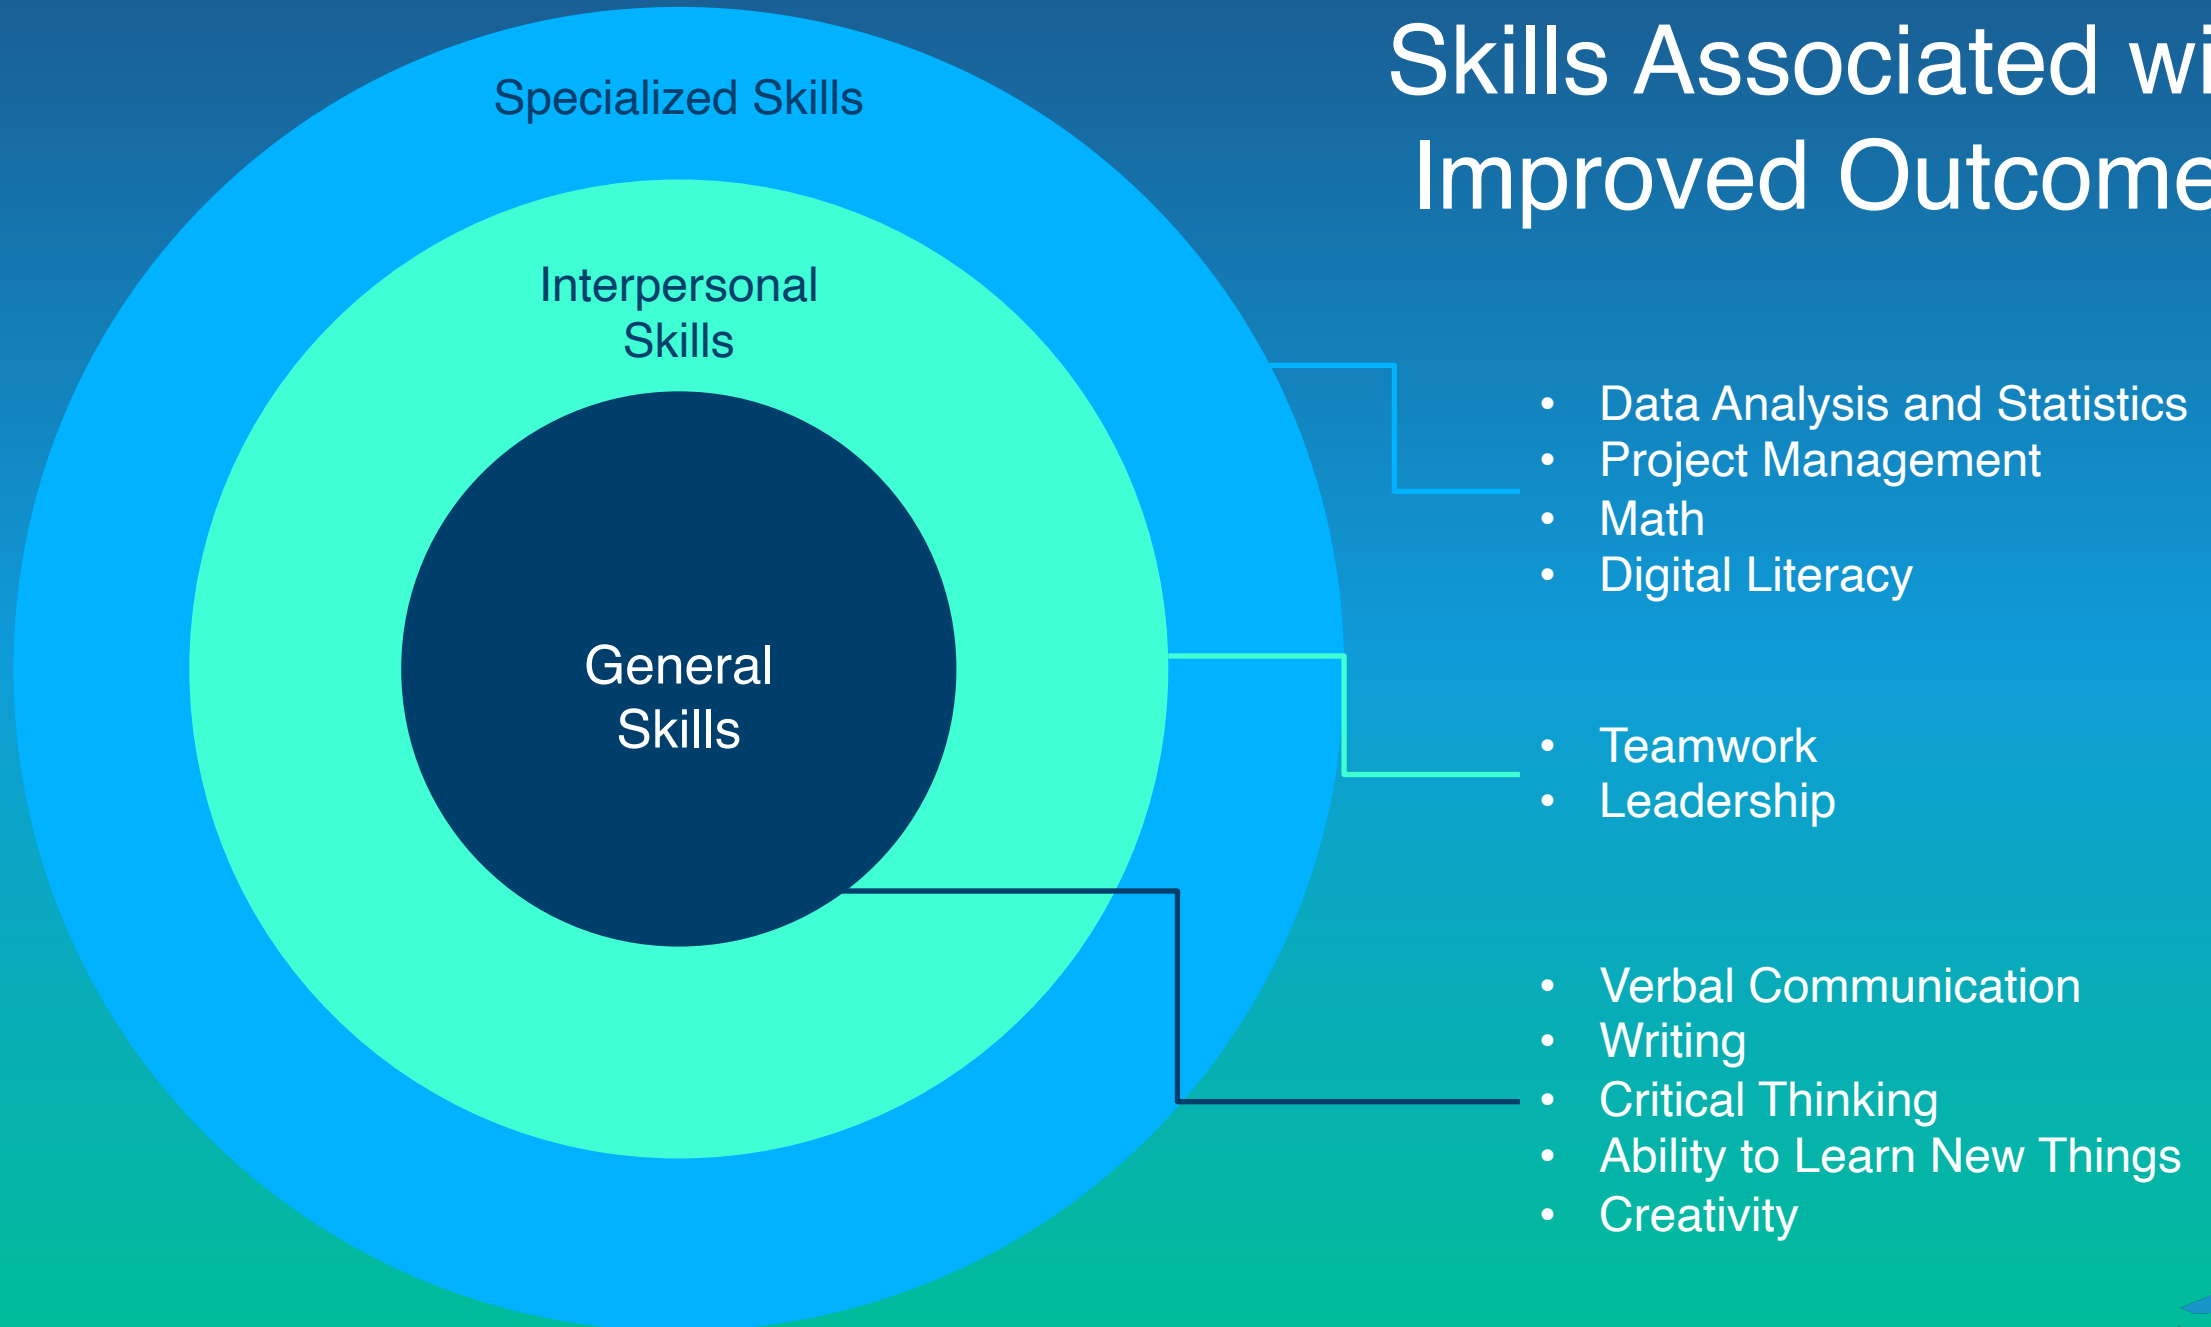 Skills Associated wi
Improved Outcome
Specialized Skills
Interpersonal
Skills
General
Skills
• Data Analysis and Statistics
• Project Management
• Math
• Digital Literacy
• Teamwork
• Leadership
• Verbal Communication
• Writing
• Critical Thinking
• Ability to Learn New Things
• Creativity